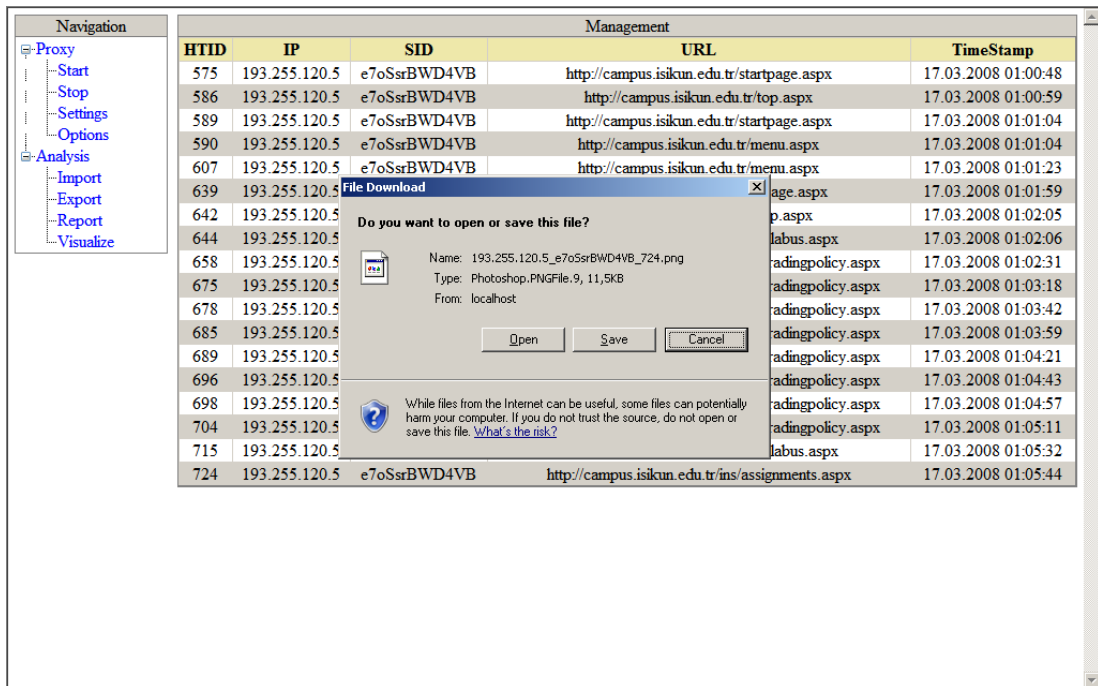 Navigation
Proxy
Start
Stop
Settings
Options
Analysis
Import
Export
Report
Visualize
Management
HTID IP SID URL TimeStamp
575 193.255.120.5 e7oSsrBWD4VB http://campus.isikun.edu.tr/startpage.aspx 17.03.2008 01:00:48
586 193.255.120.5 e7oSsrBWD4VB http://campus.isikun.edu.tr/top.aspx 17.03.2008 01:00:59
589 193.255.120.5 e7oSsrBWD4VB http://campus.isikun.edu.tr/startpage.aspx 17.03.2008 01:01:04
590 193.255.120.5 e7oSsrBWD4VB http://campus.isikun.edu.tr/menu.aspx 17.03.2008 01:01:04
607 193.255.120.5 e7oSsrBWD4VB http://campus.isikun.edu.tr/menu.aspx 17.03.2008 01:01:23
639 193.255.120.5 age.aspx 17.03.2008 01:01:59
642 193.255.120.5 p.aspx 17.03.2008 01:02:05
644 193.255.120.5 labus.aspx 17.03.2008 01:02:06
658 193.255.120.5 radingpolicy.aspx 17.03.2008 01:02:31
675 193.255.120.5 radingpolicy.aspx 17.03.2008 01:03:18
678 193.255.120.5 radingpolicy.aspx 17.03.2008 01:03:42
685 193.255.120.5 radingpolicy.aspx 17.03.2008 01:03:59
689 193.255.120.5 radingpolicy.aspx 17.03.2008 01:04:21
696 193.255.120.5 radingpolicy.aspx 17.03.2008 01:04:43
698 193.255.120.5 radingpolicy.aspx 17.03.2008 01:04:57
704 193.255.120.5 radingpolicy.aspx 17.03.2008 01:05:11
715 193.255.120.5 labus.aspx 17.03.2008 01:05:32
724 193.255.120.5 e7oSsrBWD4VB http://campus.isikun.edu.tr/ins/assignments.aspx 17.03.2008 01:05:44
File Download
Do you want to open or save this file?
Name: 193.255.120.5_e7oSsrBWD4VB_724.png
Type: Photoshop.PNGFile.9, 11,5KB
From: localhost
Open Save Cancel
While files from the Internet can be useful, some files can potentially
harm your computer. If you do not trust the source, do not open or
save this file. What's the risk?